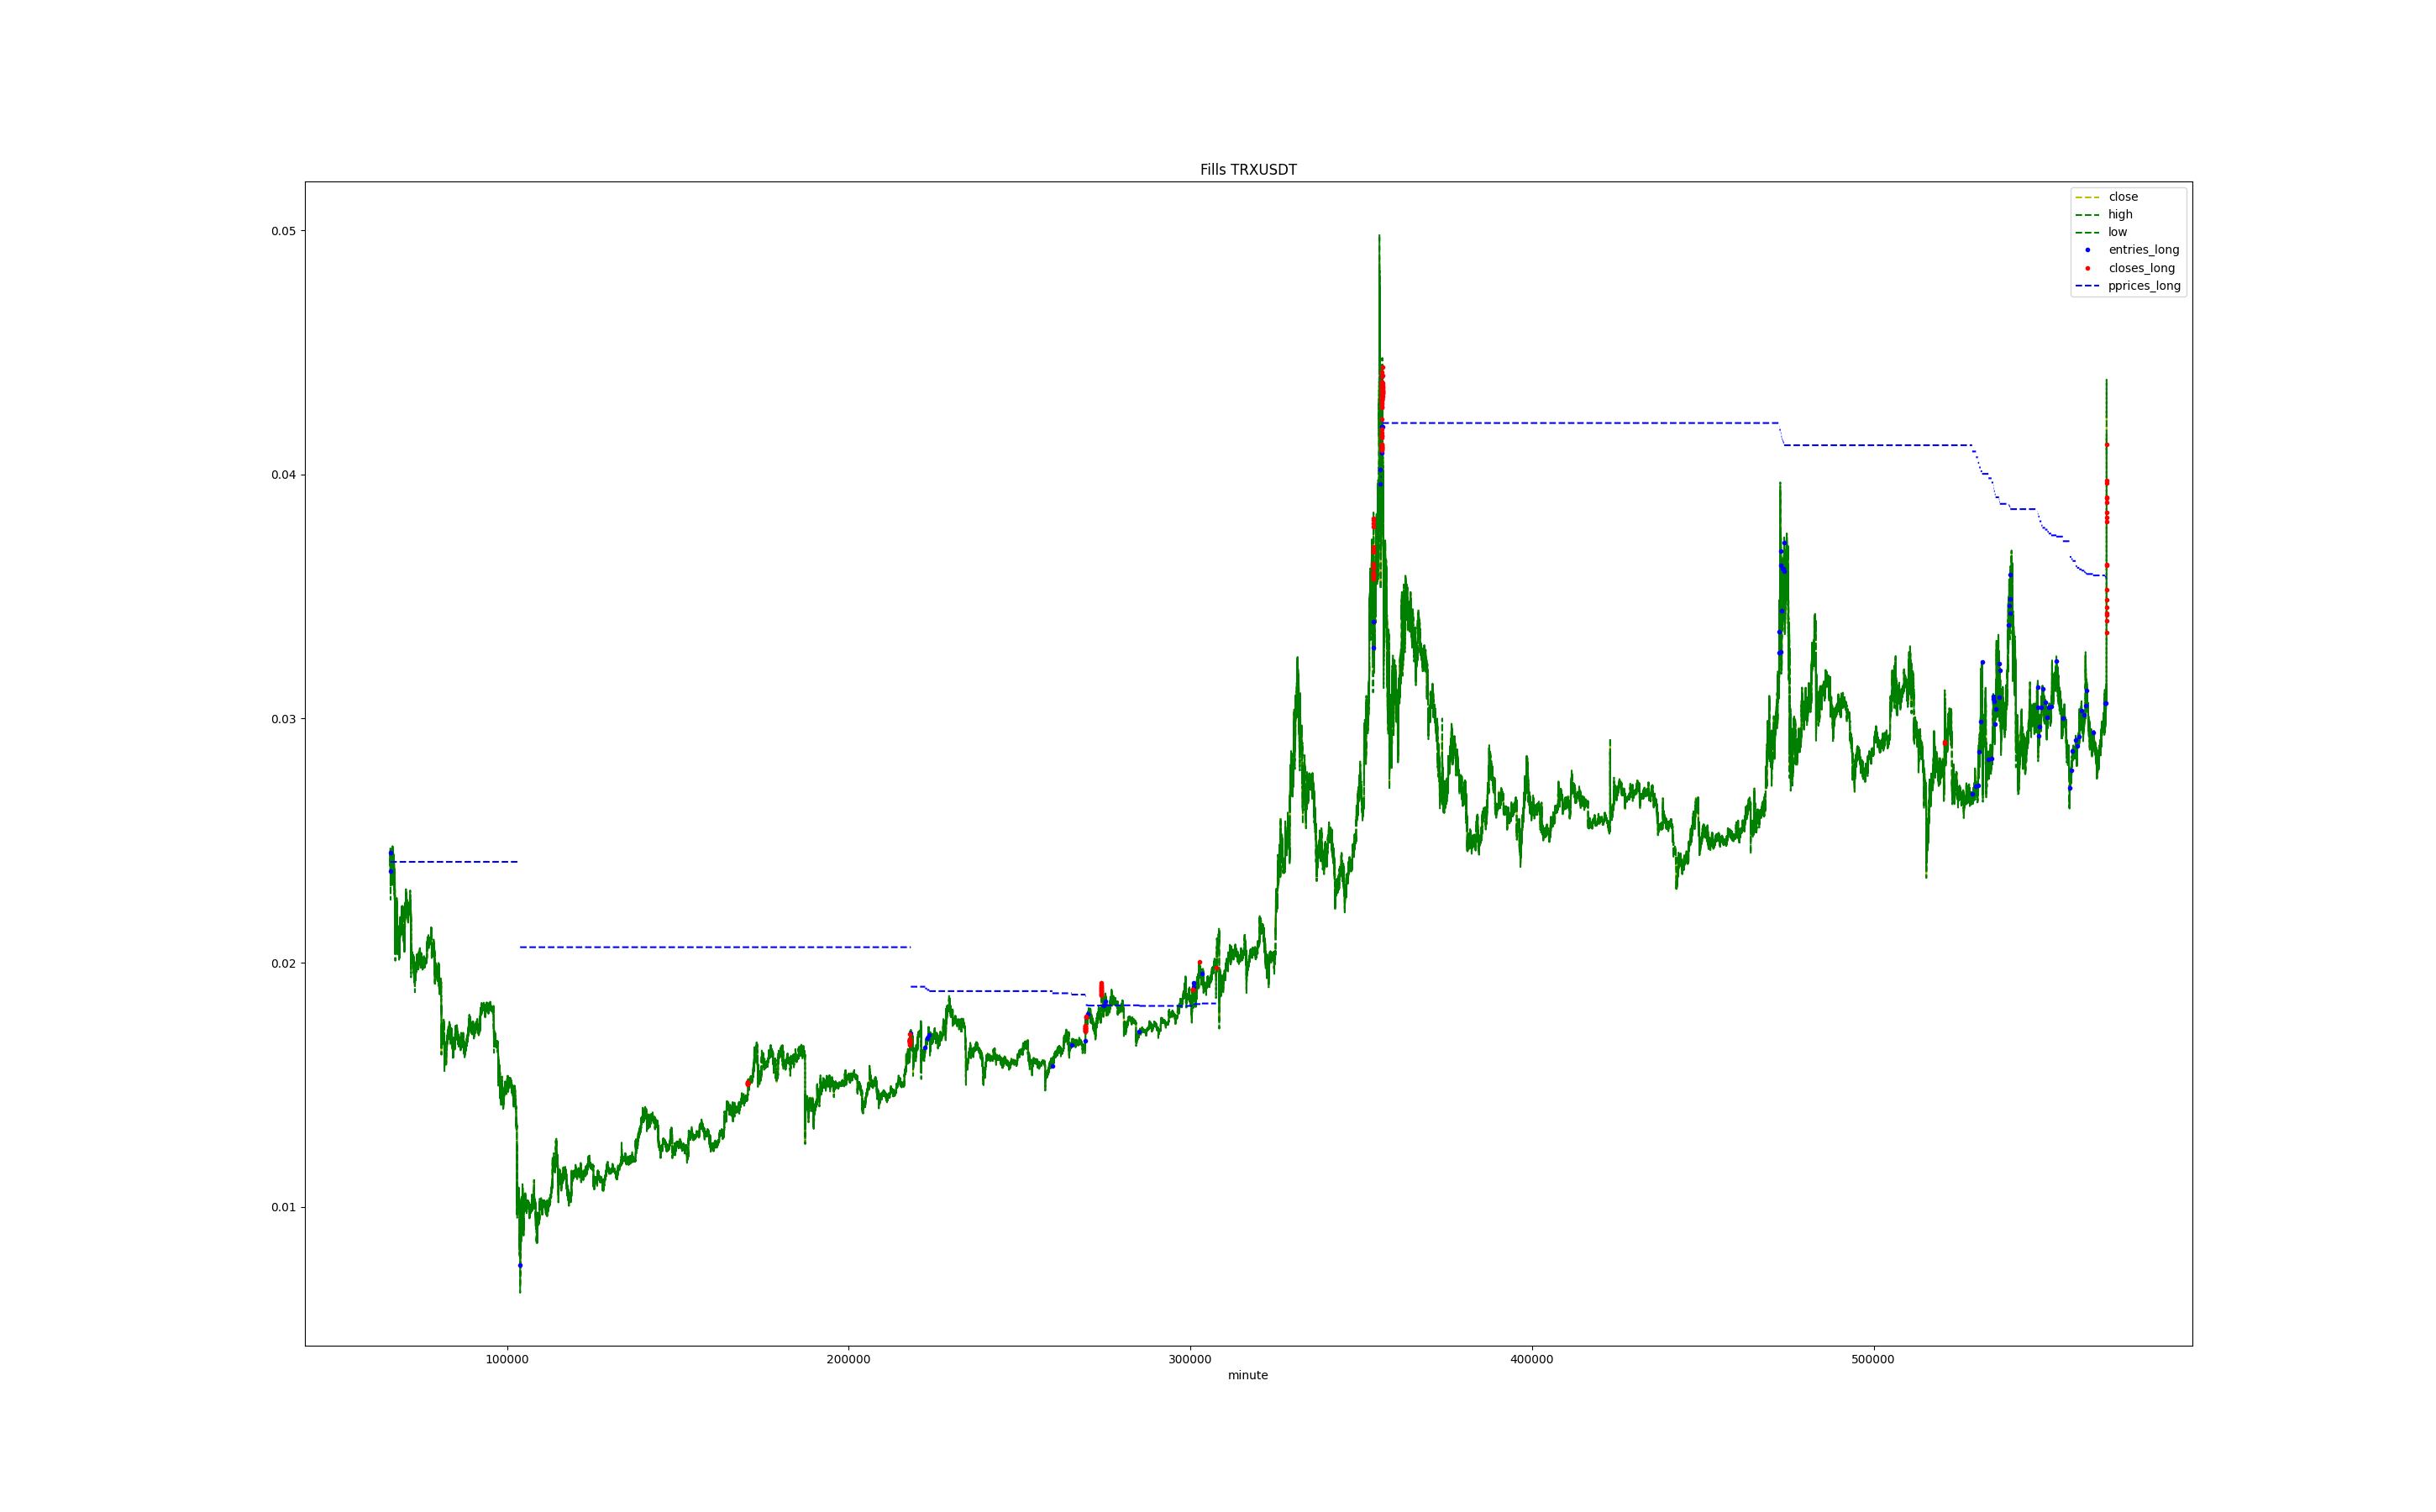 Fills TRXUSDT
close
high
low
entries_long
closes_long
pprices_long
0.05
0.04
0.03
0.02
0.01
100000 200000 300000 400000 500000
minute